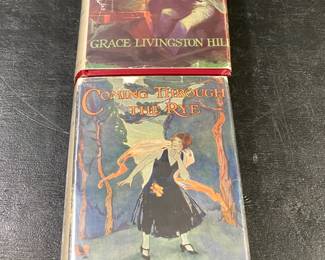 GRACE LIVINGSTON HILL
COMING THROUGH
THE RYE